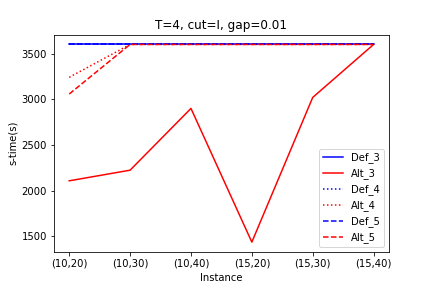 T=4, cut=I, gap=0.01
s-time(s)
3500
3000
2500
2000
1500
Def_3
Alt_3
Def_4
Alt_4
Def_5
Alt_5
(10,20) (10,30) (10,40) (15,20) (15,30) (15,40)
Instance